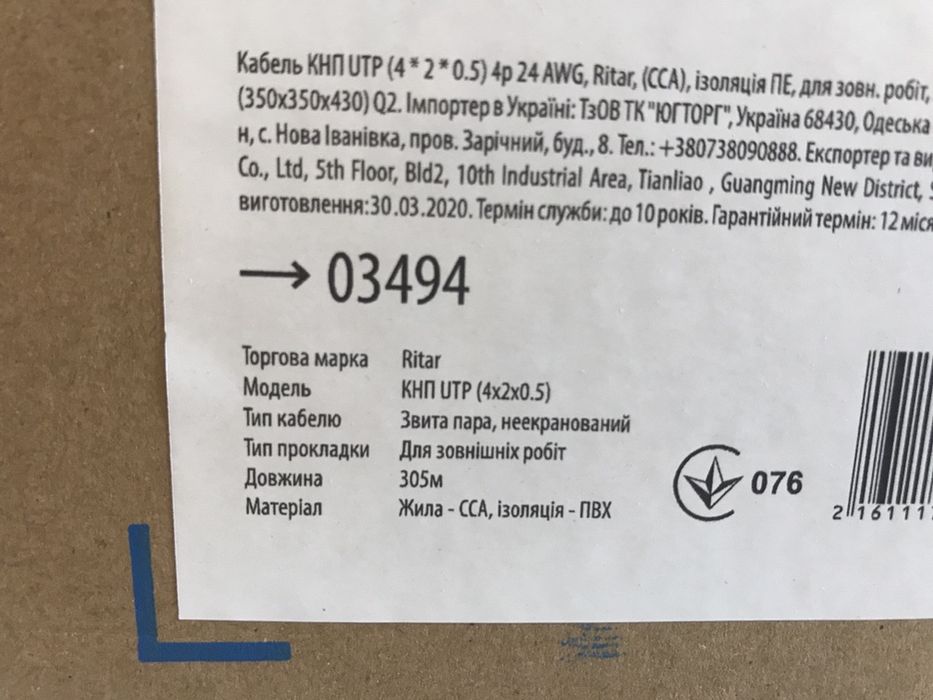 Кабель КНП UTP (4 * 2 * 0.5) 4p 24 AWG, Ritar, (CCA), ізоляція ПЕ, для зовн. робіт,
(350x350x430) Q2. Імпортер в Україні: ТзОВ ТК "ЮГТОРГ", Україна 68430, Одеська
н, с. Нова Іванівка, пров. Зарічний, буд., 8. Тел.: +380738090888. Експортер та ви
Co., Ltd, 5th Floor, Bld2, 10th Industrial Area, Tianliao , Guangming New District,
виготовлення:30.03.2020. Термін служби: до 10 років. Гарантійний термін: 12 міся
→ 03494
Торгова марка Ritar
Модель КНП UTP (4x2x0.5)
Тип кабелю Звита пара, неекранований
Тип прокладки Для зовнішніх робіт
Довжина 305м
Матеріал Жила - CCA, ізоляція - ПВХ
076
2 161111